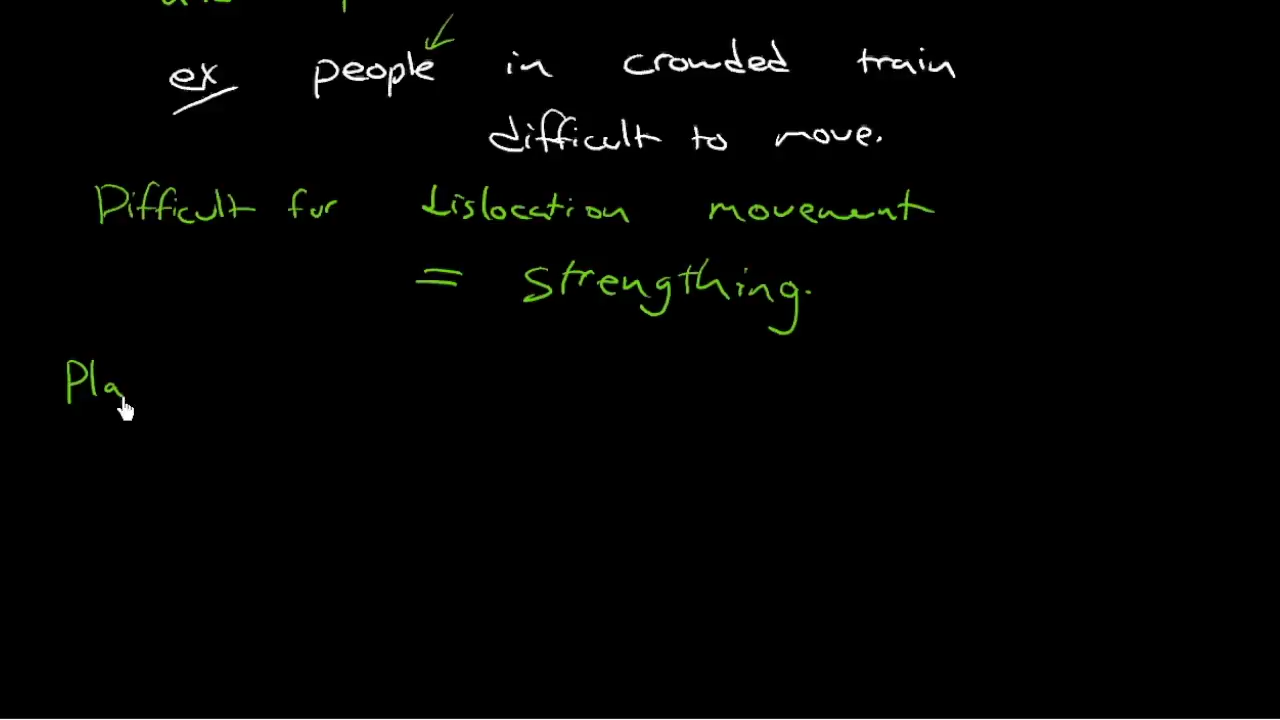 ex people in crowded train
difficult to move.
Difficult for dislocation movement
= strengthing.
Pla